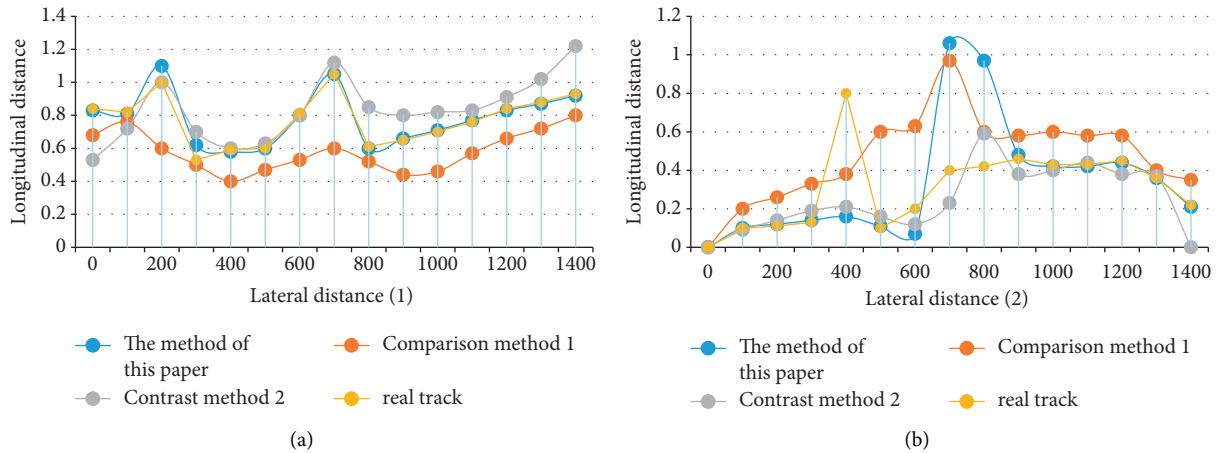 Longitudinal distance
1.4
1.2
1
0.8
0.6
0.4
0.2
0
0 200 400 600 800 1000 1200 1400
Lateral distance (1)
The method of
this paper
Comparison method 1
Contrast method 2
real track
(a)
Longitudinal distance
1.2
1
0.8
0.6
0.4
0.2
0
0 200 400 600 800 1000 1200 1400
Lateral distance (2)
The method of
this paper
Comparison method 1
Contrast method 2
real track
(b)